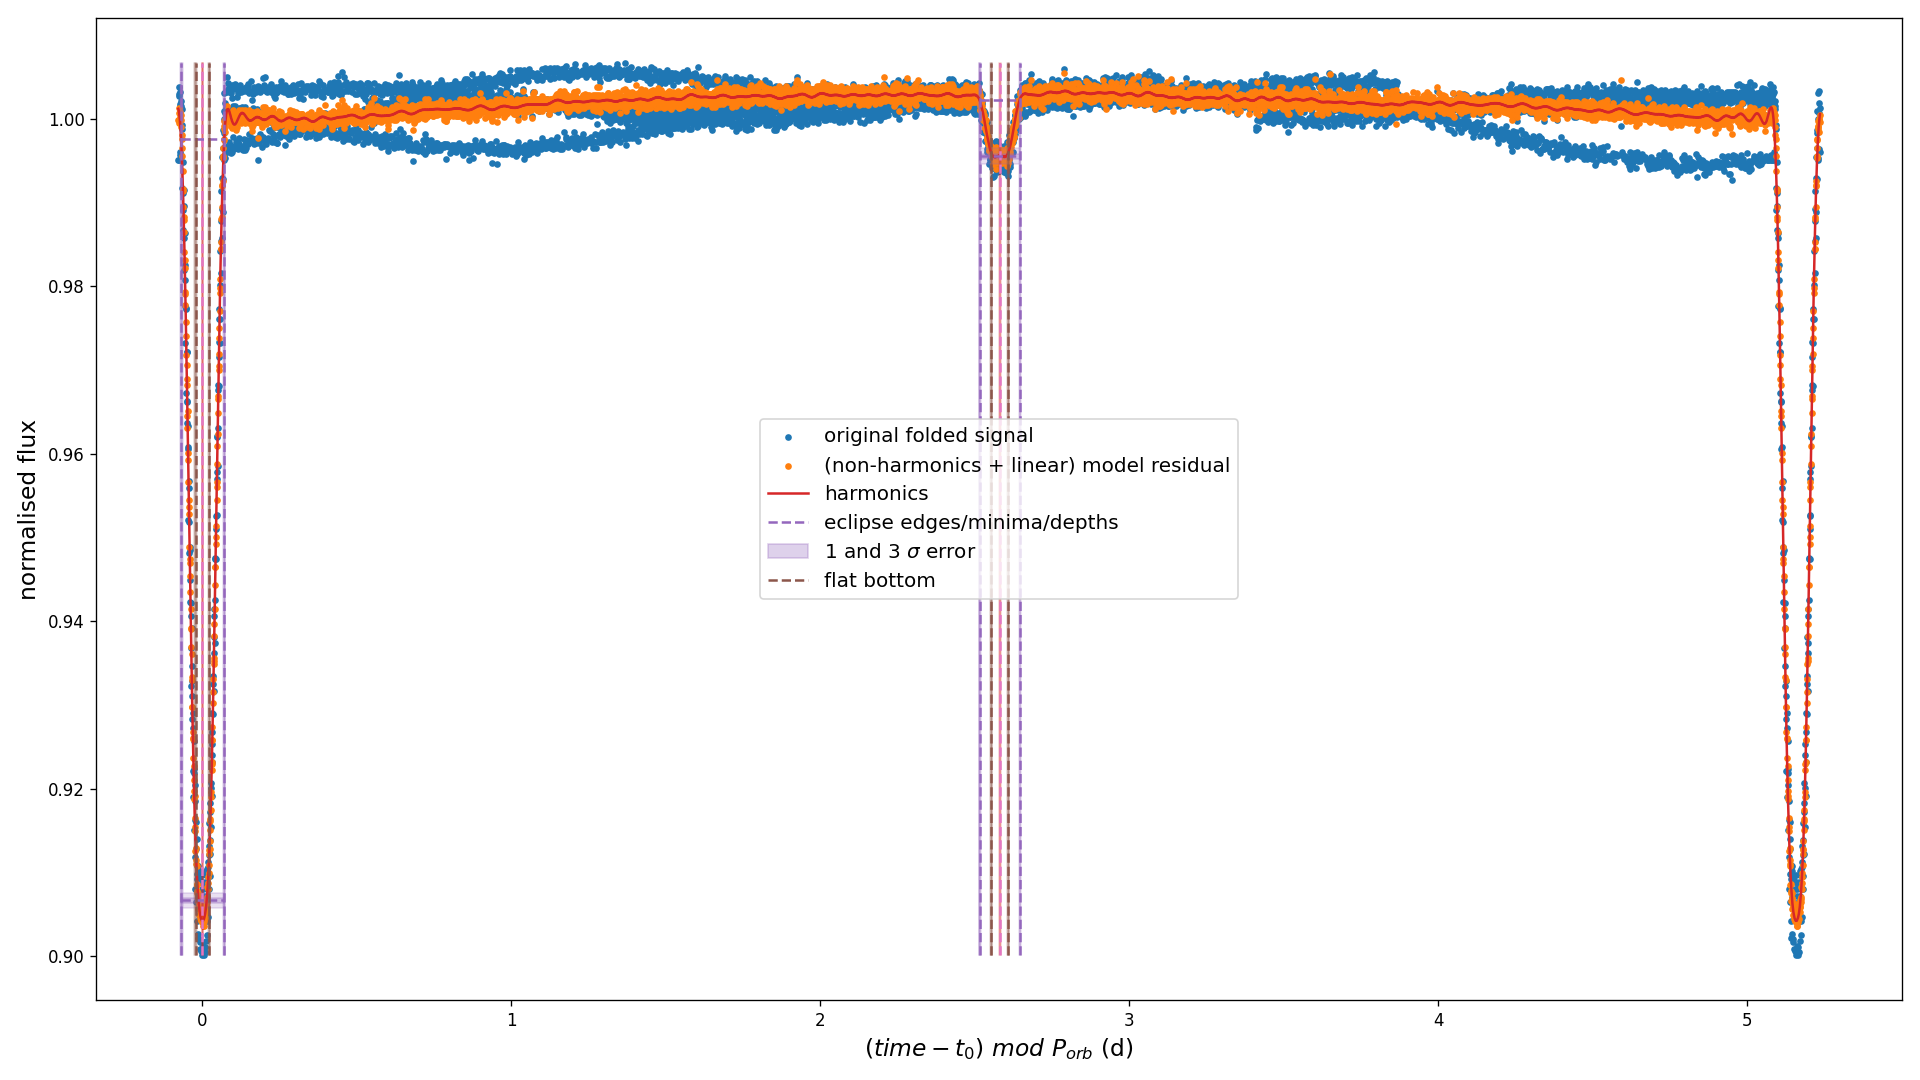 normalised flux
1.00
0.98
0.96
0.94
0.92
0.90
original folded signal
(non-harmonics + linear) model residual
harmonics
eclipse edges/minima/depths
1 and 3 σ error
flat bottom
0 1 2 3 4 5
(time − t₀) mod Pₒᵣb (d)